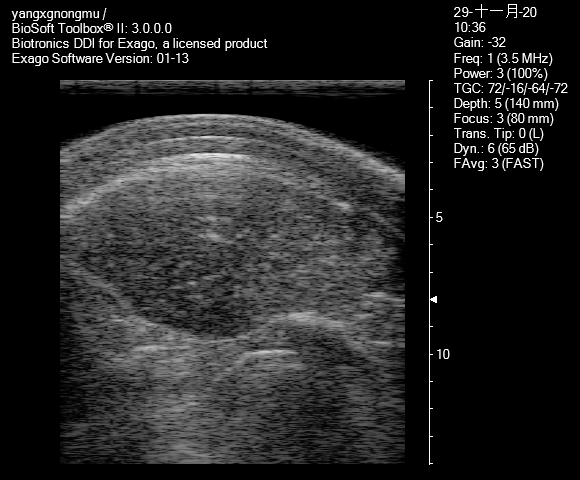 yangxgnongmu /
BioSoft Toolbox® II: 3.0.0.0
Biotronics DDI for Exago, a licensed product
Exago Software Version: 01-13
29-十一月-20
10:36
Gain: -32
Freq: 1 (3.5 MHz)
Power: 3 (100%)
TGC: 72/-16/-64/-72
Depth: 5 (140 mm)
Focus: 3 (80 mm)
Trans. Tip: 0 (L)
Dyn.: 6 (65 dB)
FAvg: 3 (FAST)
5
10